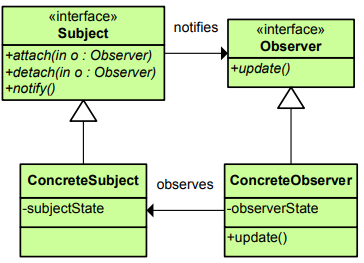 «interface»
Subject
+attach(in o : Observer)
+detach(in o : Observer)
+notify()
notifies
«interface»
Observer
+update()
ConcreteSubject
-subjectState
observes
ConcreteObserver
-observerState
+update()